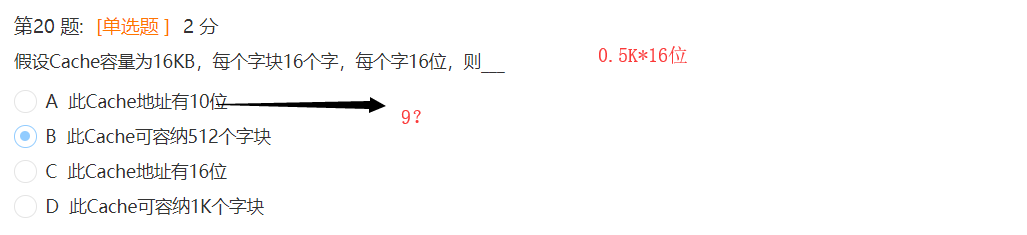 第20 题: [单选题 ] 2 分
假设Cache容量为16KB，每个字块16个字，每个字16位，则___
0.5K*16位
A 此Cache地址有10位
9?
B 此Cache可容纳512个字块
C 此Cache地址有16位
D 此Cache可容纳1K个字块